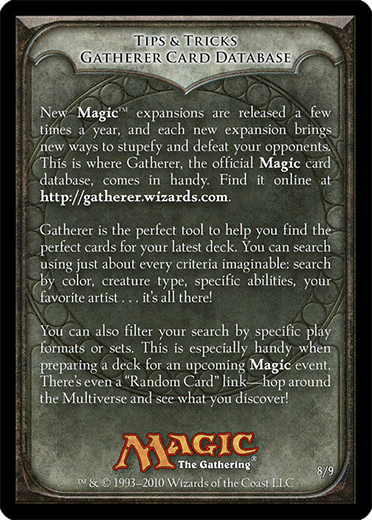 Tips & Tricks
Gatherer Card Database
New Magic™ expansions are released a few
times a year, and each new expansion brings
new ways to stupefy and defeat your opponents.
This is where Gatherer, the official Magic card
database, comes in handy. Find it online at
http://gatherer.wizards.com.
Gatherer is the perfect tool to help you find the
perfect cards for your latest deck. You can search
using just about every criteria imaginable: search
by color, creature type, specific abilities, your
favorite artist . . . it's all there!
You can also filter your search by specific play
formats or sets. This is especially handy when
preparing a deck for an upcoming Magic event.
There's even a “Random Card” link—hop around
the Multiverse and see what you discover!
Magic
The Gathering®
8/9
™ & © 1993–2010 Wizards of the Coast LLC